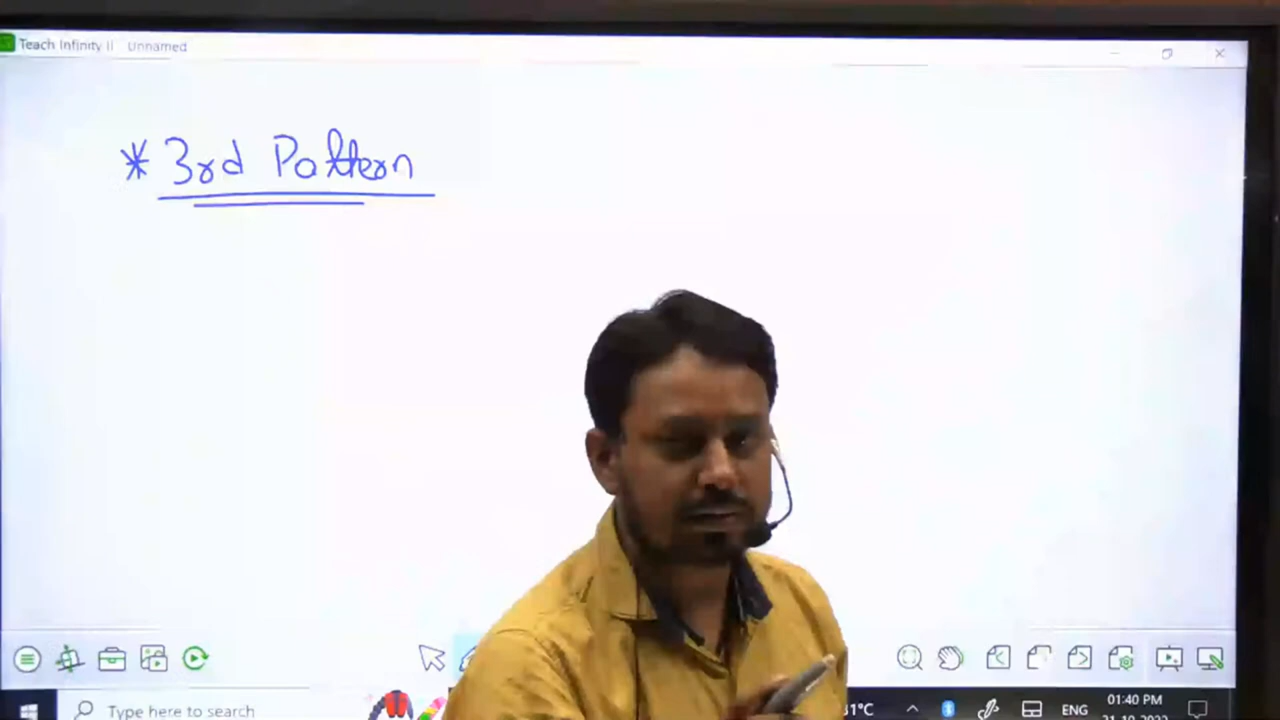 Teach Infinity II Unnamed
* 3rd Pattern
Type here to search
ENG
01:40 PM